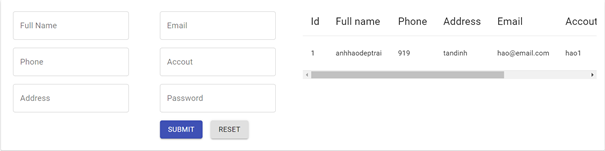 Full Name
Email
Phone
Accout
Address
Password
SUBMIT
RESET
Id Full name Phone Address Email Accout
1 anhhaodeptrai 919 tandinh hao@email.com hao1